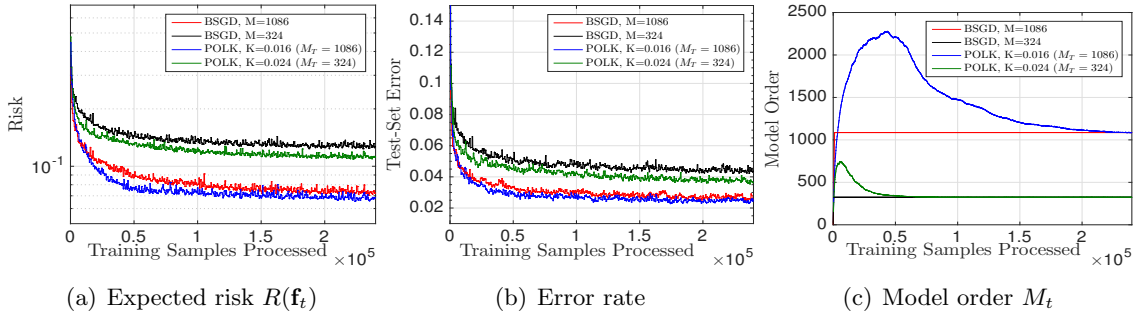 BSGD, M=1086
BSGD, M=324
POLK, K=0.016 (M_T = 1086)
POLK, K=0.024 (M_T = 324)
Risk
10^{-1}
0 0.5 1 1.5 2
Training Samples Processed ×10^5
(a) Expected risk R(f_t)
BSGD, M=1086
BSGD, M=324
POLK, K=0.016 (M_T = 1086)
POLK, K=0.024 (M_T = 324)
Test-Set Error
0.14
0.12
0.1
0.08
0.06
0.04
0.02
0 0.5 1 1.5 2
Training Samples Processed ×10^5
(b) Error rate
BSGD, M=1086
BSGD, M=324
POLK, K=0.016 (M_T = 1086)
POLK, K=0.024 (M_T = 324)
Model Order
2500
2000
1500
1000
500
0
0 0.5 1 1.5 2
Training Samples Processed ×10^5
(c) Model order M_t